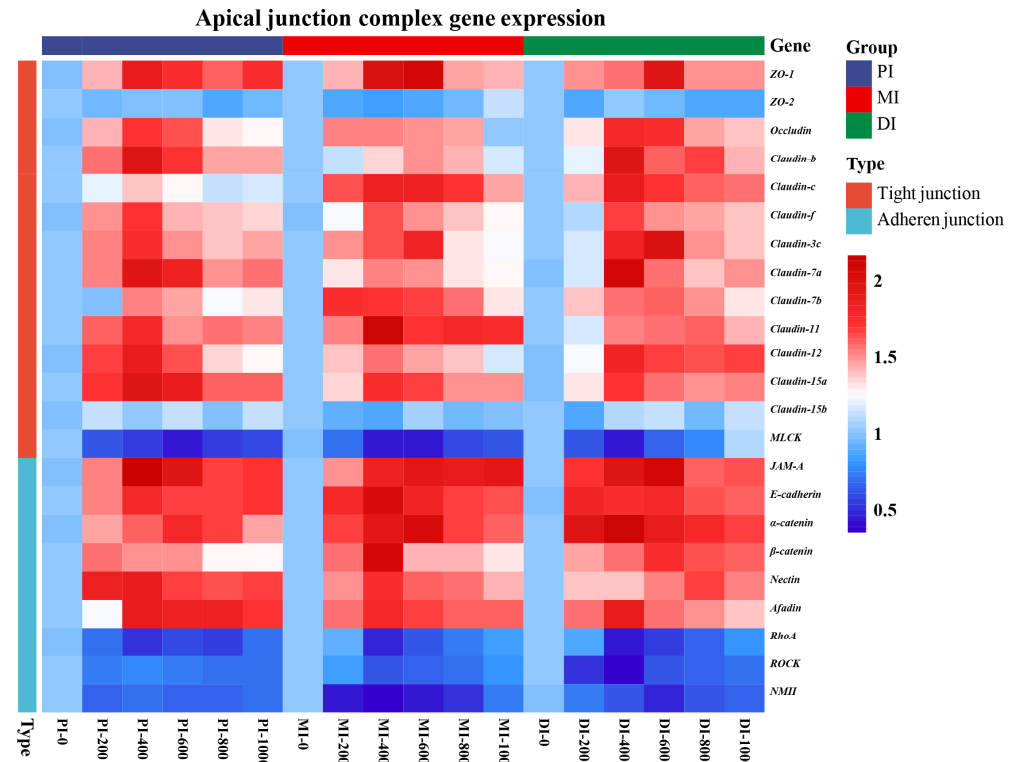 Apical junction complex gene expression
Gene
ZO-1
ZO-2
Occludin
Claudin-b
Claudin-c
Claudin-f
Claudin-3c
Claudin-7a
Claudin-7b
Claudin-11
Claudin-12
Claudin-15a
Claudin-15b
MLCK
JAM-A
E-cadherin
α-catenin
β-catenin
Nectin
Afadin
RhoA
ROCK
NMII
Group
PI
MI
DI
Type
Tight junction
Adheren junction
2
1.5
1
0.5
Type
PI-0
PI-200
PI-400
PI-600
PI-800
PI-1000
MI-0
MI-200
MI-400
MI-600
MI-800
MI-100
DI-0
DI-200
DI-400
DI-600
DI-800
DI-100